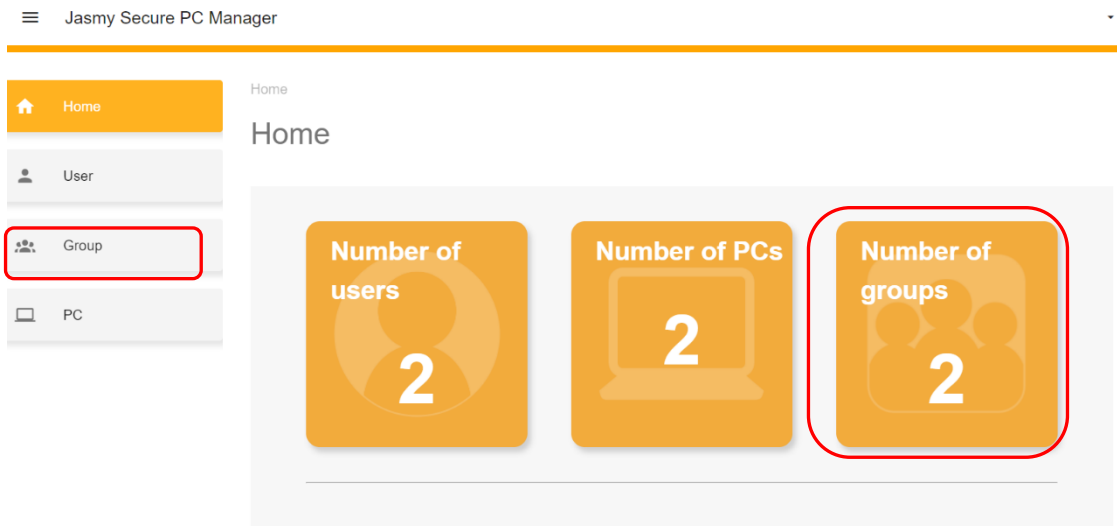 Jasmy Secure PC Manager
Home
User
Group
PC
Home
Home
Number of
users
2
Number of PCs
2
Number of
groups
2